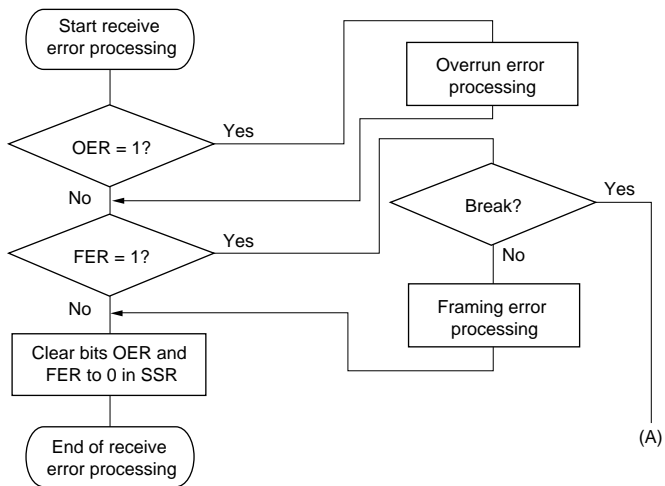 Start receive
error processing
Overrun error
processing
Yes
OER = 1?
No
Break?
Yes
FER = 1?
Yes
No
No
Framing error
processing
Clear bits OER and
FER to 0 in SSR
End of receive
error processing
(A)